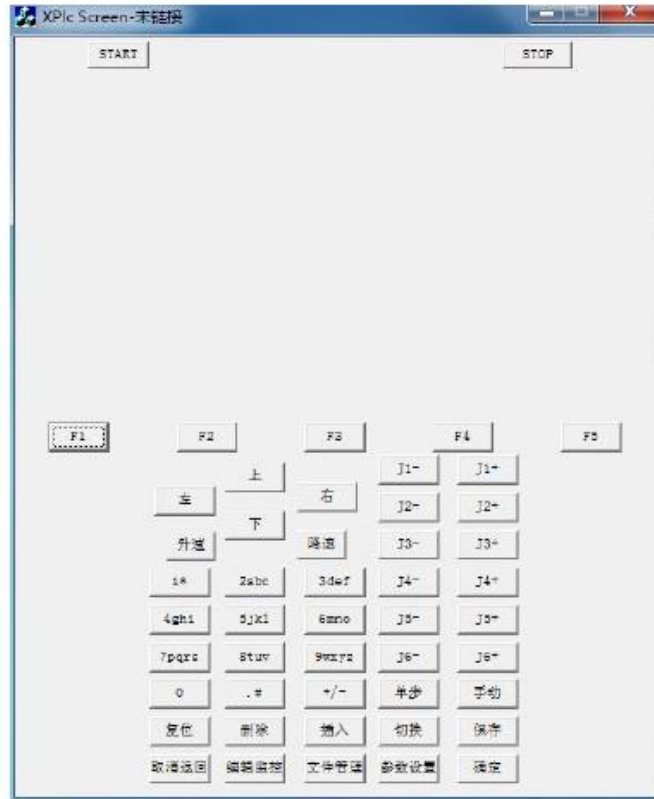 XPlc Screen-未链接
START STOP
F1 F2 F3 F4 F5
上 J1- J1+
左 右 J2- J2+
下
升速 降速 J3- J3+
1* 2abc 3def J4- J4+
4ghi 5jkl 6mno J5- J5+
7pqrs 8tuv 9wxyz J6- J6+
0 .# +/- 单步 手动
复位 删除 插入 切换 保存
取消返回 编辑监控 文件管理 参数设置 确定